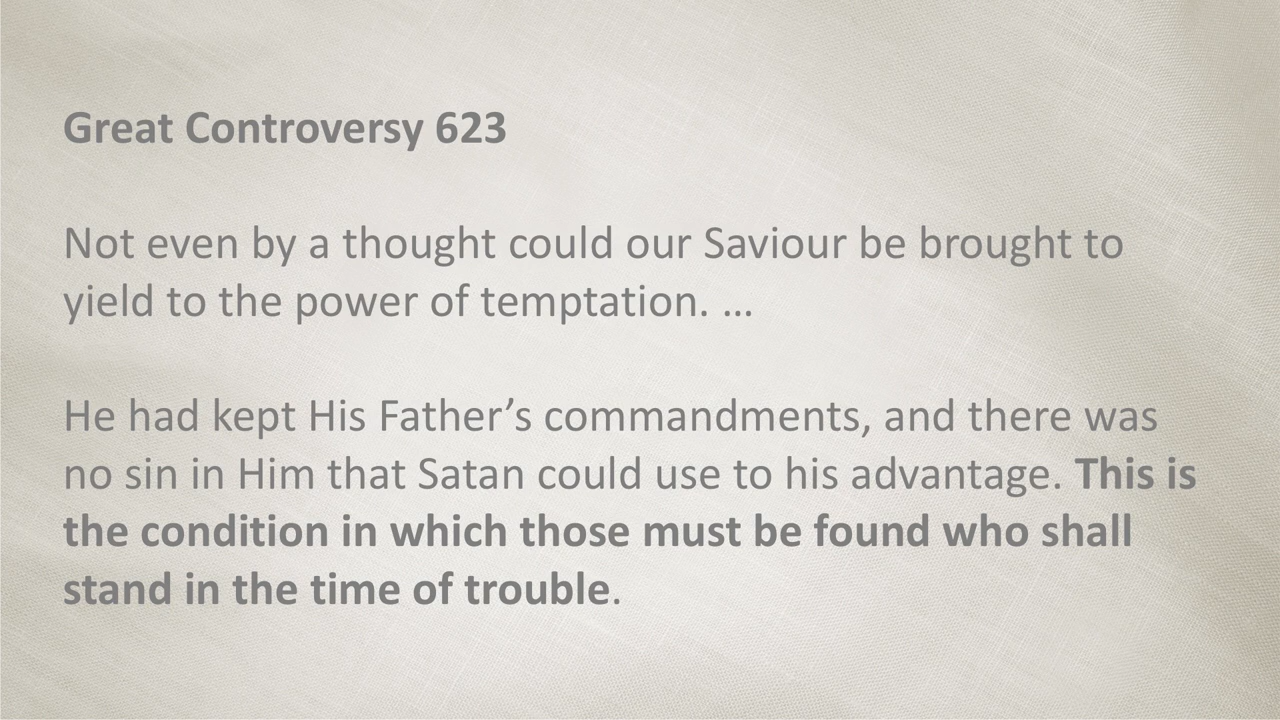 Great Controversy 623
Not even by a thought could our Saviour be brought to
yield to the power of temptation. …
He had kept His Father’s commandments, and there was
no sin in Him that Satan could use to his advantage. This is
the condition in which those must be found who shall
stand in the time of trouble.